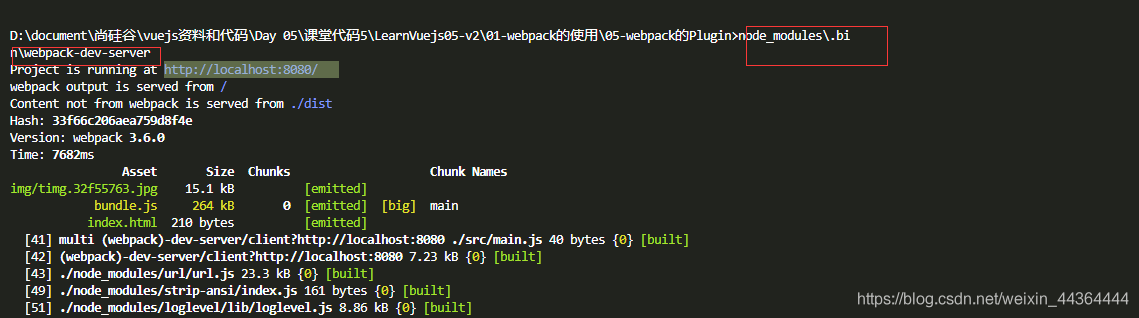 D:\document\尚硅谷\vuejs资料和代码\Day 05\课堂代码5\LearnVuejs05-v2\01-webpack的使用\05-webpack的Plugin>node_modules\.bi
n\webpack-dev-server
Project is running at http://localhost:8080/
webpack output is served from /
Content not from webpack is served from ./dist
Hash: 33f66c206aea759d8f4e
Version: webpack 3.6.0
Time: 7682ms
Asset Size Chunks Chunk Names
img/timg.32f55763.jpg 15.1 kB [emitted]
bundle.js 264 kB 0 [emitted] [big] main
index.html 210 bytes [emitted]
[41] multi (webpack)-dev-server/client?http://localhost:8080 ./src/main.js 40 bytes {0} [built]
[42] (webpack)-dev-server/client?http://localhost:8080 7.23 kB {0} [built]
[43] ./node_modules/url/url.js 23.3 kB {0} [built]
[49] ./node_modules/strip-ansi/index.js 161 bytes {0} [built]
[51] ./node_modules/loglevel/lib/loglevel.js 8.86 kB {0} [built]
https://blog.csdn.net/weixin_44364444